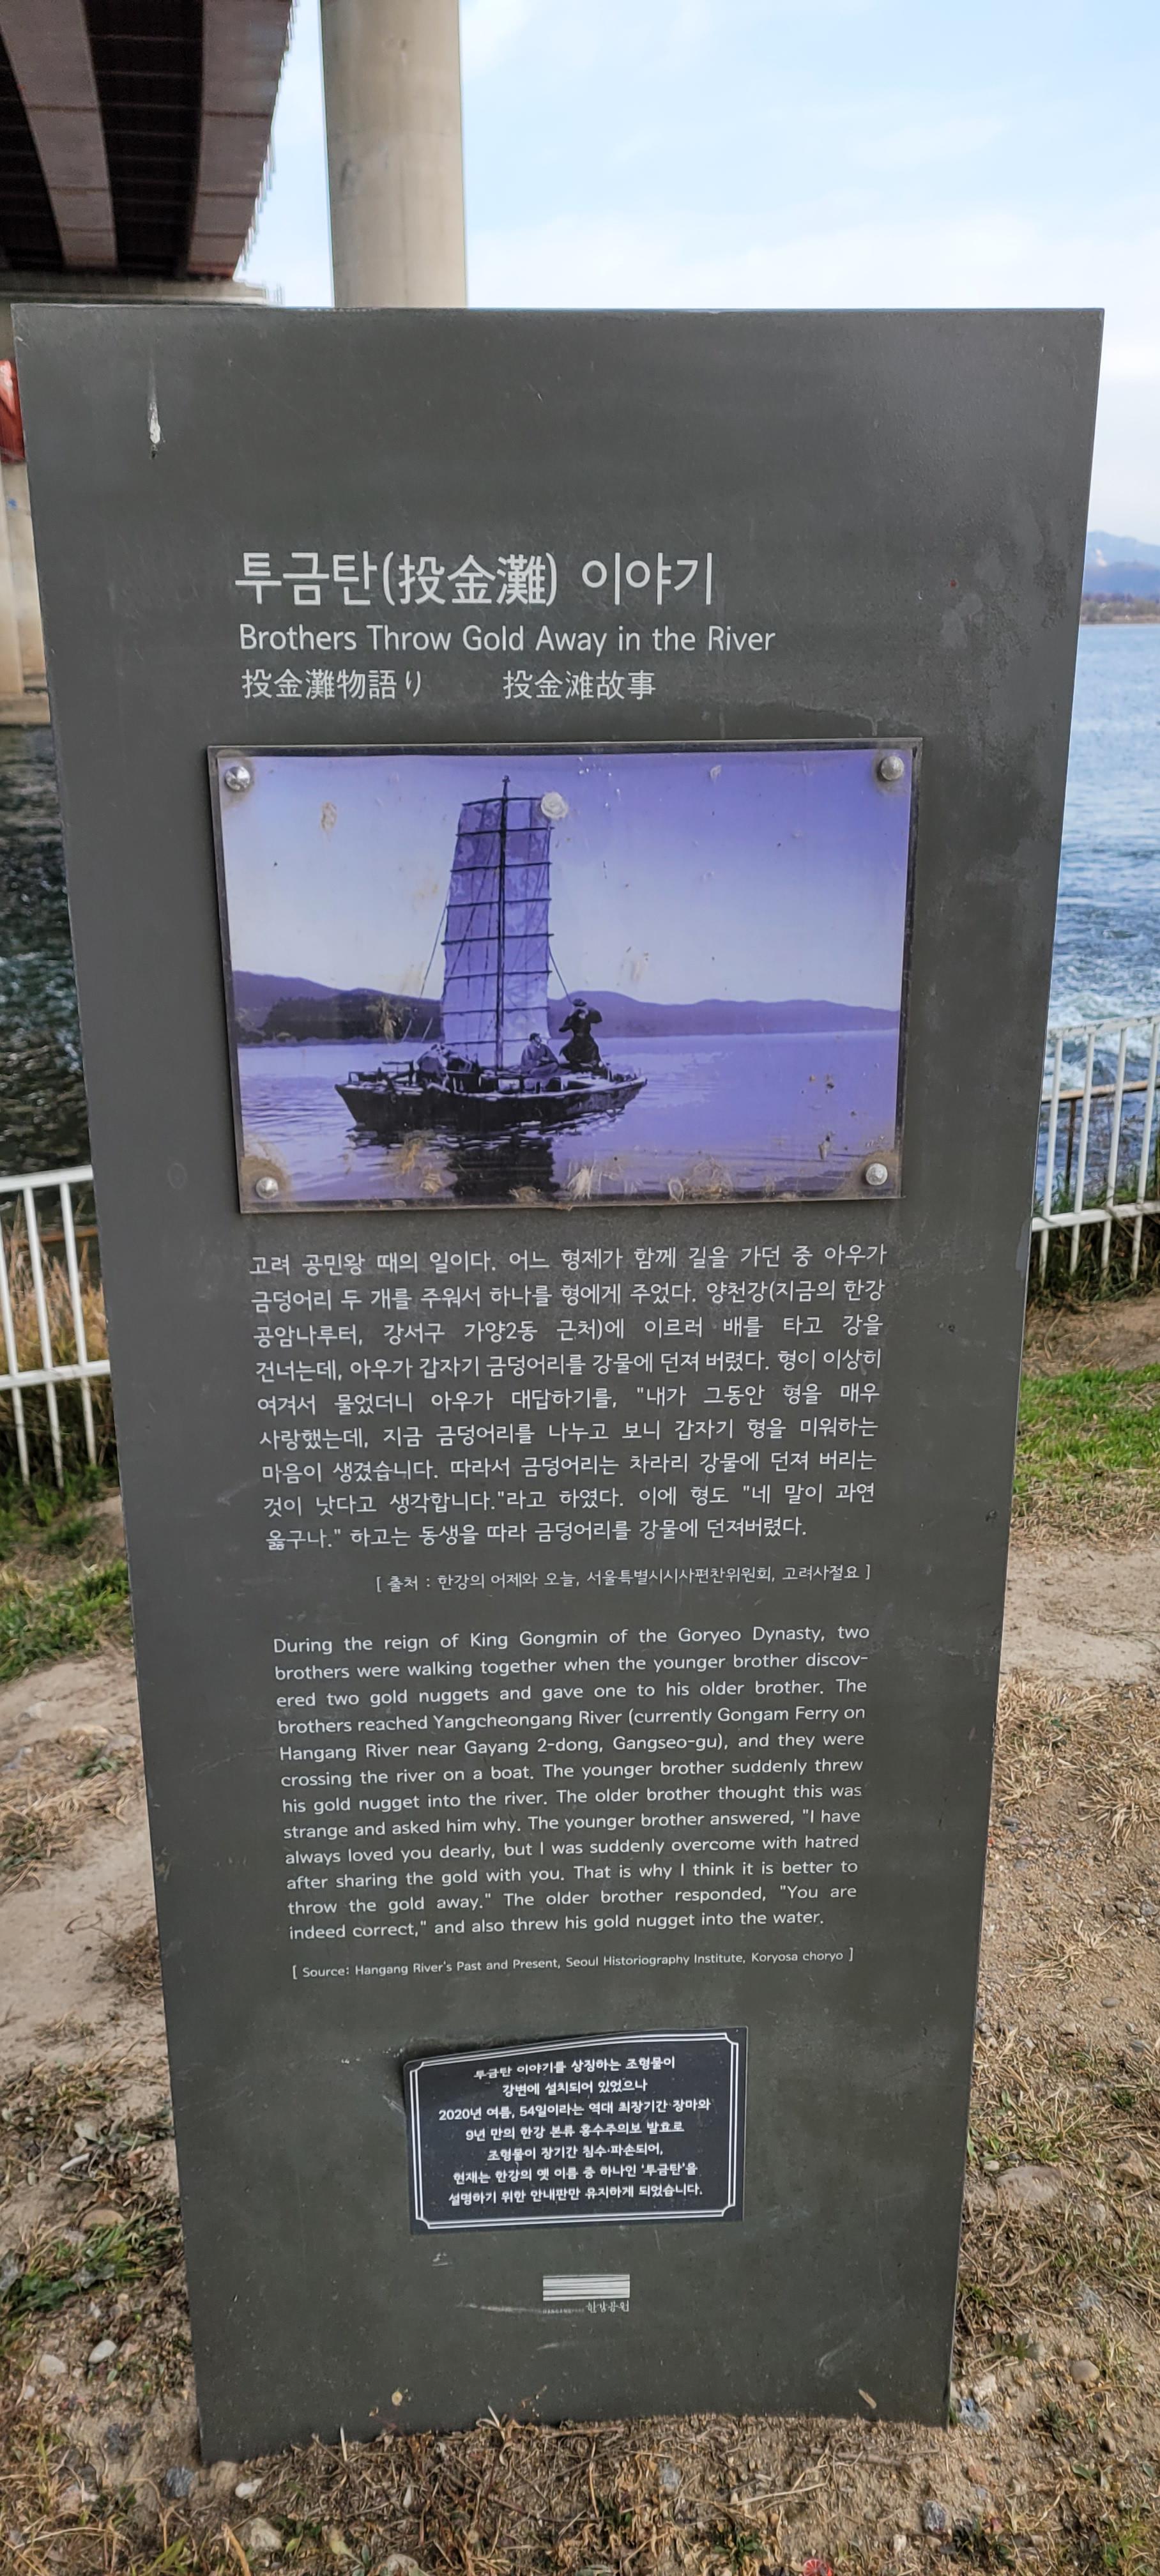 투금탄(投金灘) 이야기
Brothers Throw Gold Away in the River
投金灘物語り 投金滩故事
고려 공민왕 때의 일이다. 어느 형제가 함께 길을 가던 중 아우가
금덩어리 두 개를 주워서 하나를 형에게 주었다. 양천강(지금의 한강
공암나루터, 강서구 가양2동 근처)에 이르러 배를 타고 강을
건너는데, 아우가 갑자기 금덩어리를 강물에 던져 버렸다. 형이 이상히
여겨서 물었더니 아우가 대답하기를, "내가 그동안 형을 매우
사랑했는데, 지금 금덩어리를 나누고 보니 갑자기 형을 미워하는
마음이 생겼습니다. 따라서 금덩어리는 차라리 강물에 던져 버리는
것이 낫다고 생각합니다."라고 하였다. 이에 형도 "네 말이 과연
옳구나." 하고는 동생을 따라 금덩어리를 강물에 던져버렸다.
[ 출처 : 한강의 어제와 오늘, 서울특별시시사편찬위원회, 고려사절요 ]
During the reign of King Gongmin of the Goryeo Dynasty, two
brothers were walking together when the younger brother discov-
ered two gold nuggets and gave one to his older brother. The
brothers reached Yangcheongang River (currently Gongam Ferry on
Hangang River near Gayang 2-dong, Gangseo-gu), and they were
crossing the river on a boat. The younger brother suddenly threw
his gold nugget into the river. The older brother thought this was
strange and asked him why. The younger brother answered, "I have
always loved you dearly, but I was suddenly overcome with hatred
after sharing the gold with you. That is why I think it is better to
throw the gold away." The older brother responded, "You are
indeed correct," and also threw his gold nugget into the water.
[ Source: Hangang River's Past and Present, Seoul Historiography Institute, Koryosa choryo ]
투금탄 이야기를 상징하는 조형물이
강변에 설치되어 있었으나
2020년 여름, 54일이라는 역대 최장기간 장마와
9년 만의 한강 본류 홍수주의보 발효로
조형물이 장기간 침수·파손되어,
현재는 한강의 옛 이름 중 하나인 '투금탄'을
설명하기 위한 안내판만 유지하게 되었습니다.
한강공원